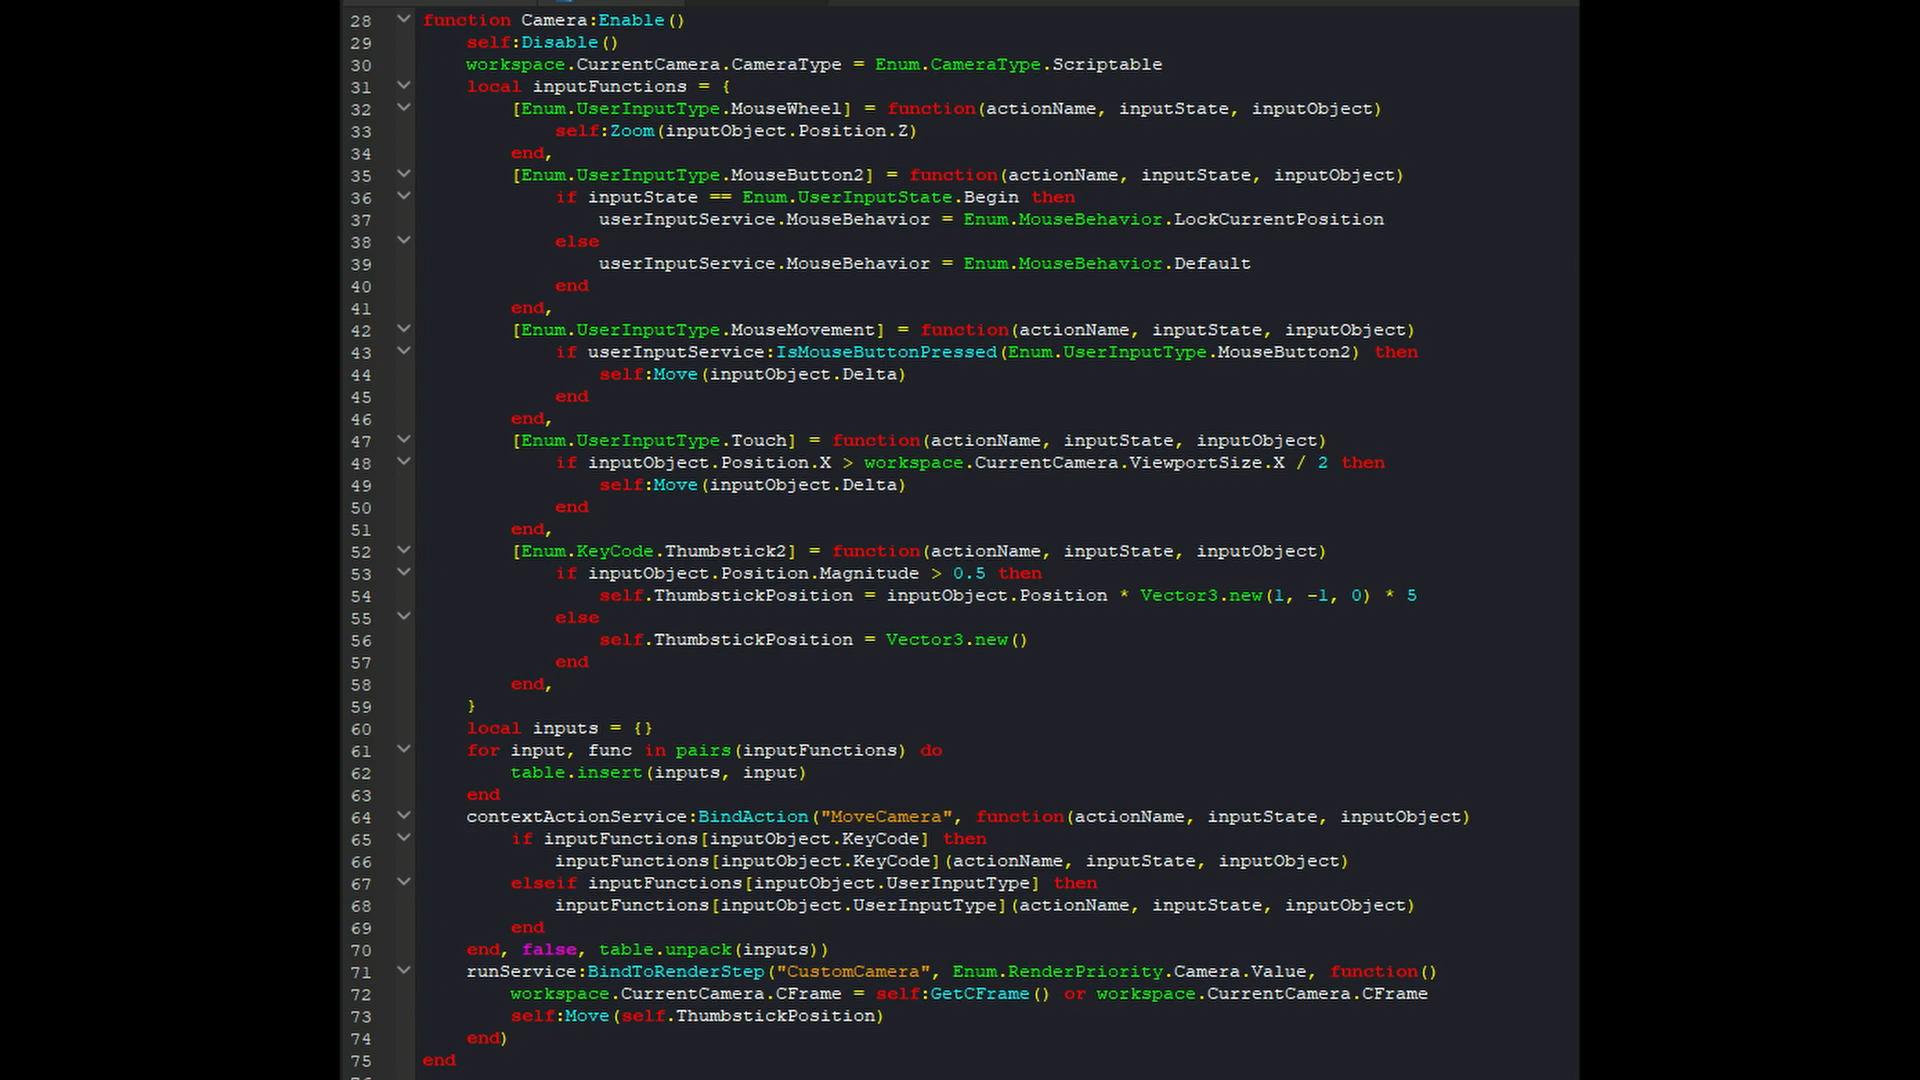 28 function Camera:Enable()
29 self:Disable()
30 workspace.CurrentCamera.CameraType = Enum.CameraType.Scriptable
31 local inputFunctions = {
32 [Enum.UserInputType.MouseWheel] = function(actionName, inputState, inputObject)
33 self:Zoom(inputObject.Position.Z)
34 end,
35 [Enum.UserInputType.MouseButton2] = function(actionName, inputState, inputObject)
36 if inputState == Enum.UserInputState.Begin then
37 userInputService.MouseBehavior = Enum.MouseBehavior.LockCurrentPosition
38 else
39 userInputService.MouseBehavior = Enum.MouseBehavior.Default
40 end
41 end,
42 [Enum.UserInputType.MouseMovement] = function(actionName, inputState, inputObject)
43 if userInputService:IsMouseButtonPressed(Enum.UserInputType.MouseButton2) then
44 self:Move(inputObject.Delta)
45 end
46 end,
47 [Enum.UserInputType.Touch] = function(actionName, inputState, inputObject)
48 if inputObject.Position.X > workspace.CurrentCamera.ViewportSize.X / 2 then
49 self:Move(inputObject.Delta)
50 end
51 end,
52 [Enum.KeyCode.Thumbstick2] = function(actionName, inputState, inputObject)
53 if inputObject.Position.Magnitude > 0.5 then
54 self.ThumbstickPosition = inputObject.Position * Vector3.new(1, -1, 0) * 5
55 else
56 self.ThumbstickPosition = Vector3.new()
57 end
58 end,
59 }
60 local inputs = {}
61 for input, func in pairs(inputFunctions) do
62 table.insert(inputs, input)
63 end
64 contextActionService:BindAction("MoveCamera", function(actionName, inputState, inputObject)
65 if inputFunctions[inputObject.KeyCode] then
66 inputFunctions[inputObject.KeyCode](actionName, inputState, inputObject)
67 elseif inputFunctions[inputObject.UserInputType] then
68 inputFunctions[inputObject.UserInputType](actionName, inputState, inputObject)
69 end
70 end, false, table.unpack(inputs))
71 runService:BindToRenderStep("CustomCamera", Enum.RenderPriority.Camera.Value, function()
72 workspace.CurrentCamera.CFrame = self:GetCFrame() or workspace.CurrentCamera.CFrame
73 self:Move(self.ThumbstickPosition)
74 end)
75 end